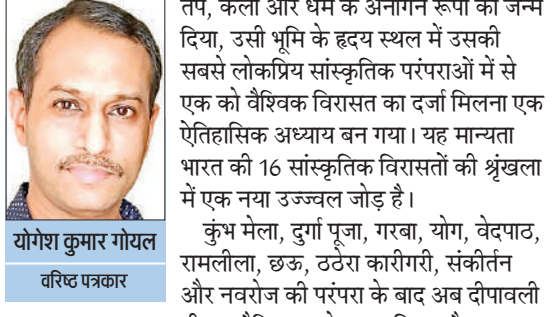 तप, कला और धर्म के अनगिन रूपों को जन्म
दिया, उसी भूमि के हृदय स्थल में उसकी
सबसे लोकप्रिय सांस्कृतिक परंपराओं में से
एक को वैश्विक विरासत का दर्जा मिलना एक
ऐतिहासिक अध्याय बन गया। यह मान्यता
भारत की 16 सांस्कृतिक विरासतों की श्रृंखला
में एक नया उज्ज्वल जोड़ है।
कुंभ मेला, दुर्गा पूजा, गरबा, योग, वेदपाठ,
रामलीला, छऊ, ठठेरा कारीगरी, संकीर्तन
और नवरोज की परंपरा के बाद अब दीपावली
योगेश कुमार गोयल
वरिष्ठ पत्रकार